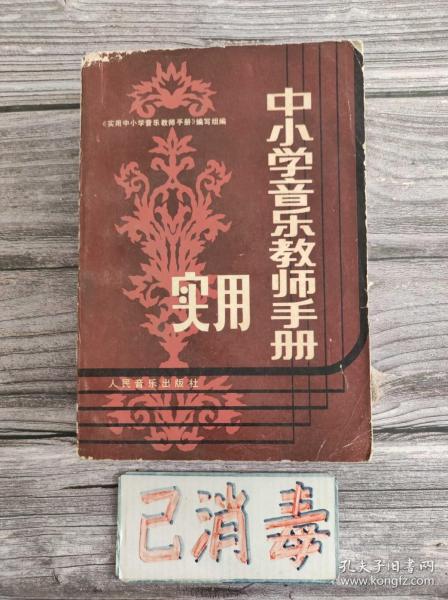 《实用中小学音乐教师手册》编写组编
实用
中小学音乐教师手册
人民音乐出版社
已消毒
孔夫子旧书网
www.kongfz.com